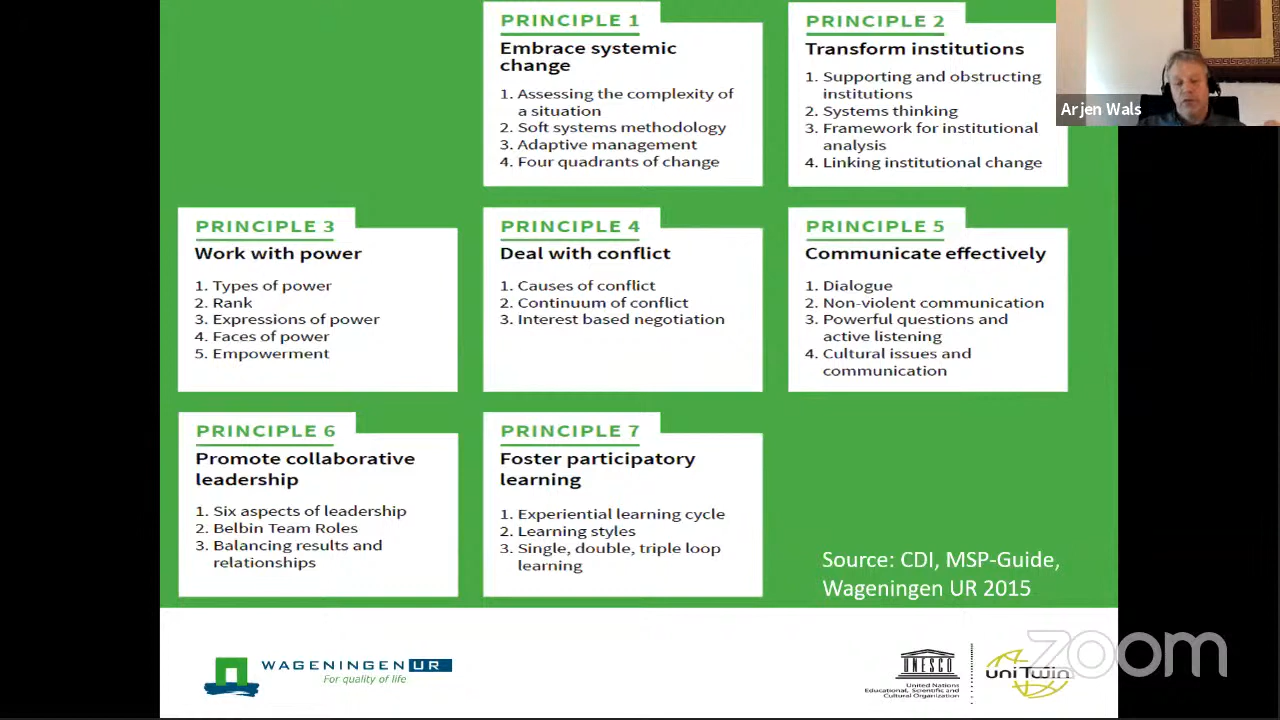 PRINCIPLE 1
Embrace systemic
change
1. Assessing the complexity of
a situation
2. Soft systems methodology
3. Adaptive management
4. Four quadrants of change
PRINCIPLE 2
Transform institutions
1. Supporting and obstructing
institutions
2. Systems thinking
3. Framework for institutional
analysis
4. Linking institutional change
Arjen Wals
PRINCIPLE 3
Work with power
1. Types of power
2. Rank
3. Expressions of power
4. Faces of power
5. Empowerment
PRINCIPLE 4
Deal with conflict
1. Causes of conflict
2. Continuum of conflict
3. Interest based negotiation
PRINCIPLE 5
Communicate effectively
1. Dialogue
2. Non-violent communication
3. Powerful questions and
active listening
4. Cultural issues and
communication
PRINCIPLE 6
Promote collaborative
leadership
1. Six aspects of leadership
2. Belbin Team Roles
3. Balancing results and
relationships
PRINCIPLE 7
Foster participatory
learning
1. Experiential learning cycle
2. Learning styles
3. Single, double, triple loop
learning
Source: CDI, MSP-Guide,
Wageningen UR 2015
WAGENINGEN UR
For quality of life
UNESCO
United Nations
Educational, Scientific and
Cultural Organization
uniTwin
zoom